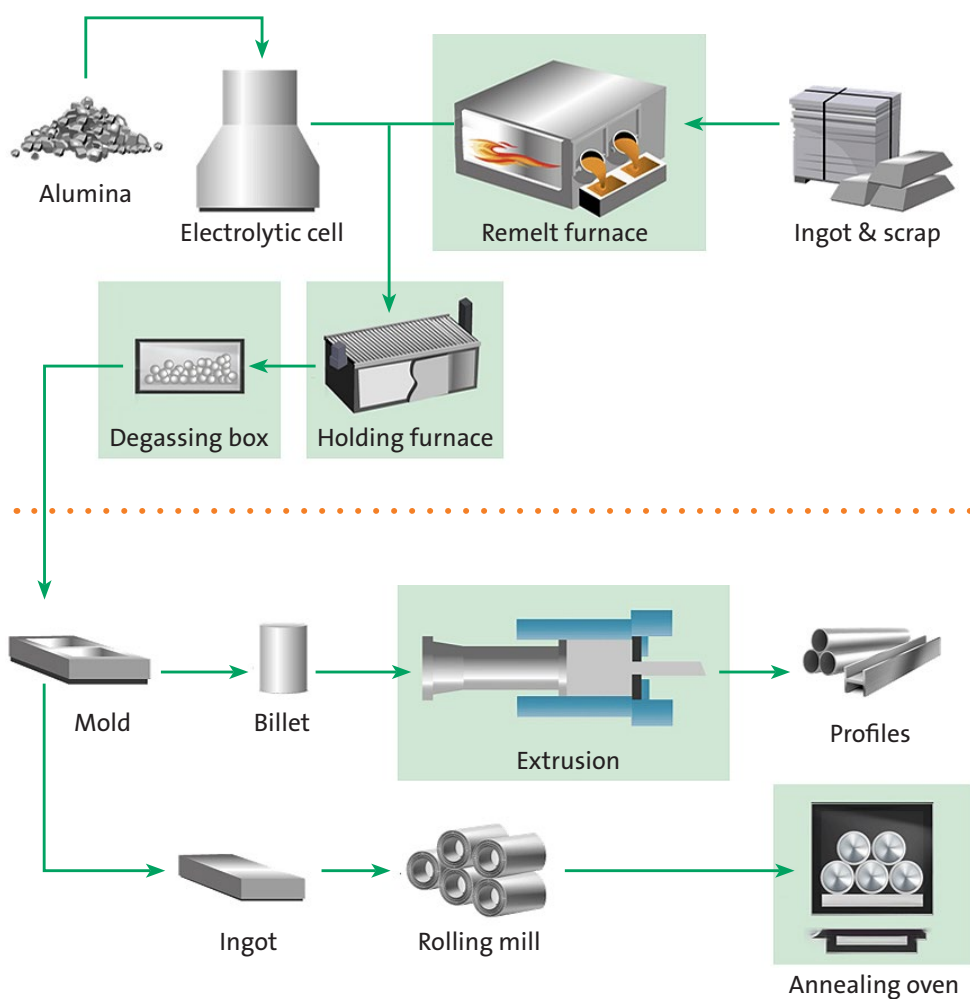 Alumina
Electrolytic cell
Remelt furnace
Ingot & scrap
Degassing box
Holding furnace
Mold
Billet
Extrusion
Profiles
Ingot
Rolling mill
Annealing oven